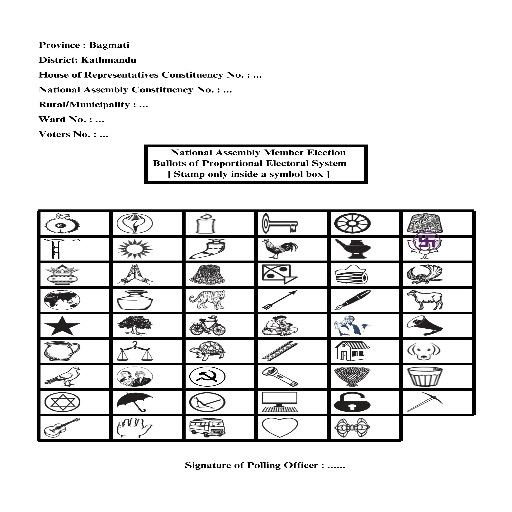 Province : Bagmati
District: Kathmandu
House of Representatives Constituency No. : ...
National Assembly Constituency No. : ...
Rural/Municipality : ...
Ward No. : ...
Voters No. : ...
National Assembly Member Election
Ballots of Proportional Electoral System
[ Stamp only inside a symbol box ]
Signature of Polling Officer : ......